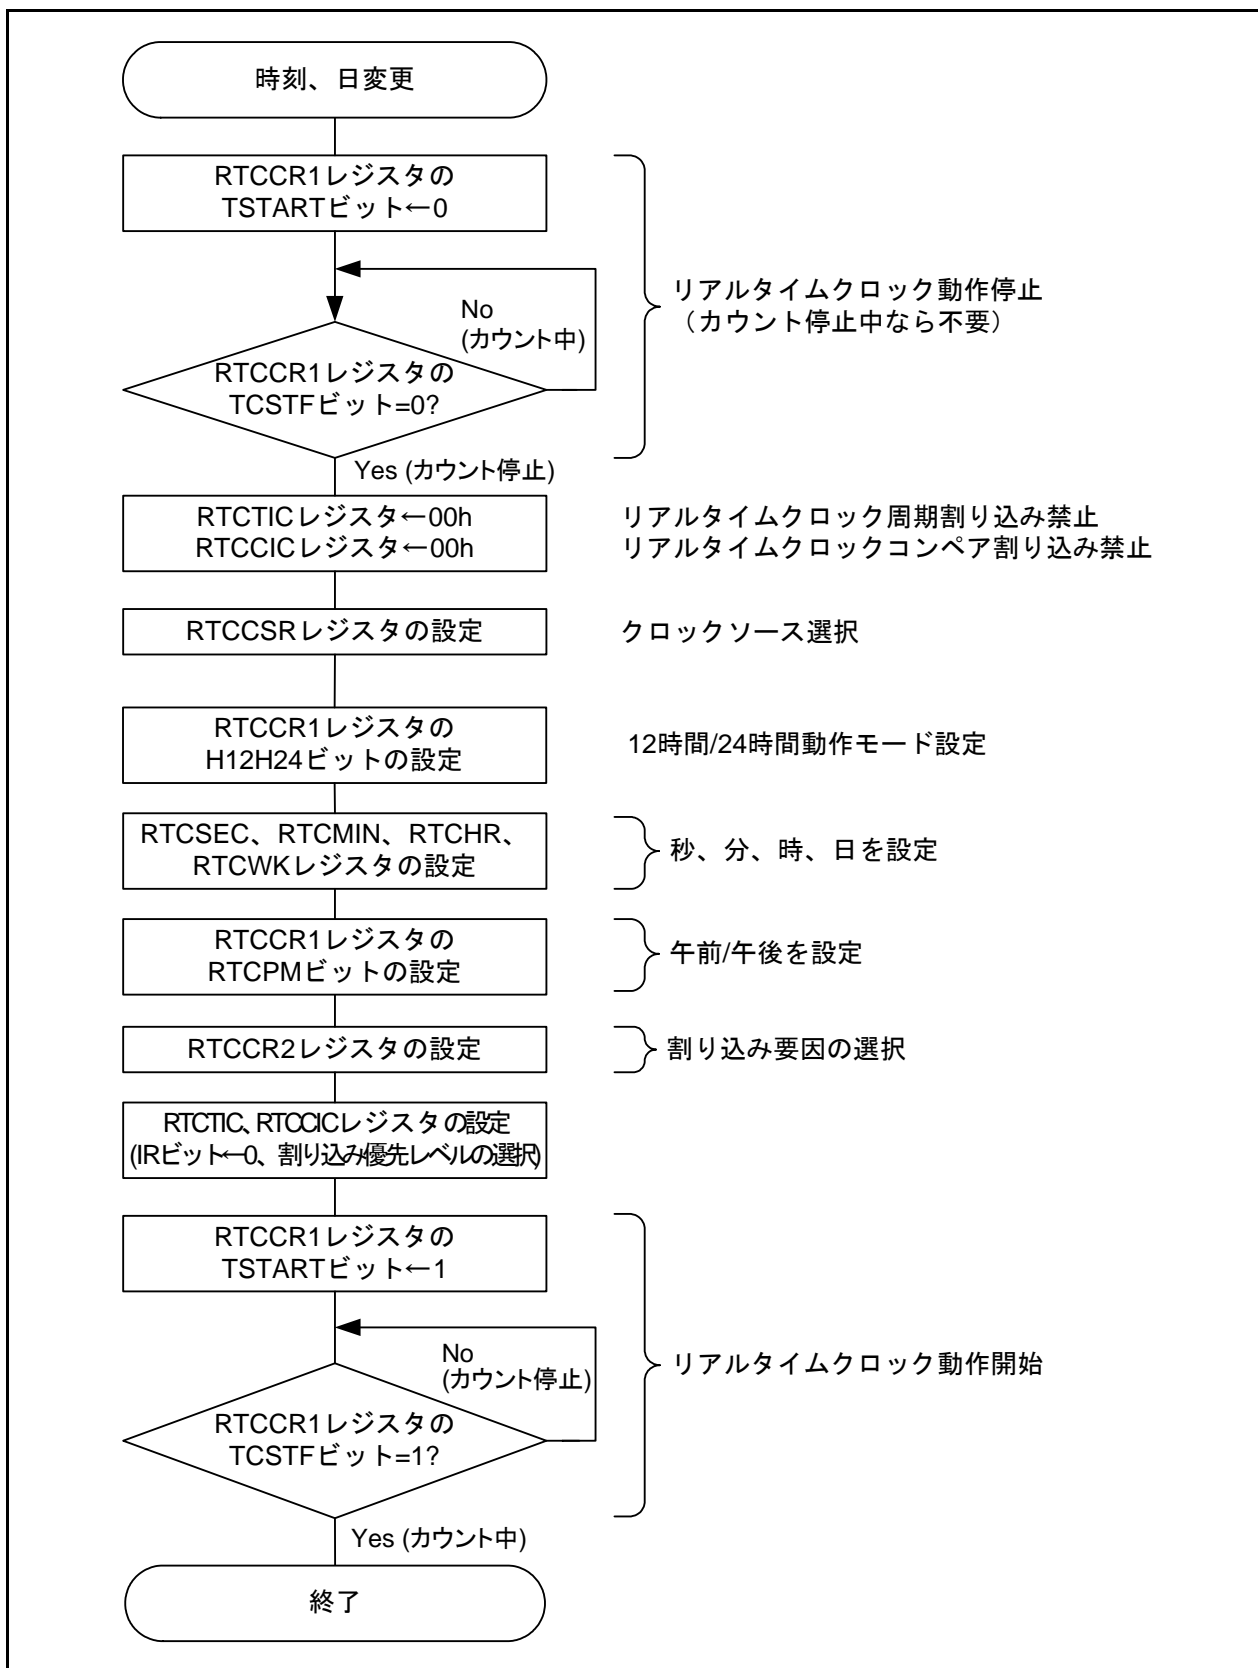 時刻、日変更
RTCCR1レジスタの
TSTARTビット←0
リアルタイムクロック動作停止
（カウント停止中なら不要）
No
(カウント中)
RTCCR1レジスタの
TCSTFビット=0?
Yes (カウント停止)
RTCTICレジスタ←00h
RTCCICレジスタ←00h
リアルタイムクロック周期割り込み禁止
リアルタイムクロックコンペア割り込み禁止
RTCCSRレジスタの設定
クロックソース選択
RTCCR1レジスタの
H12H24ビットの設定
12時間/24時間動作モード設定
RTCSEC、RTCMIN、RTCHR、
RTCWKレジスタの設定
秒、分、時、日を設定
RTCCR1レジスタの
RTCPMビットの設定
午前/午後を設定
RTCCR2レジスタの設定
割り込み要因の選択
RTCTIC、RTCCICレジスタの設定
(IRビット←0、割り込み優先レベルの選択)
RTCCR1レジスタの
TSTARTビット←1
No
(カウント停止)
リアルタイムクロック動作開始
RTCCR1レジスタの
TCSTFビット=1?
Yes (カウント中)
終了